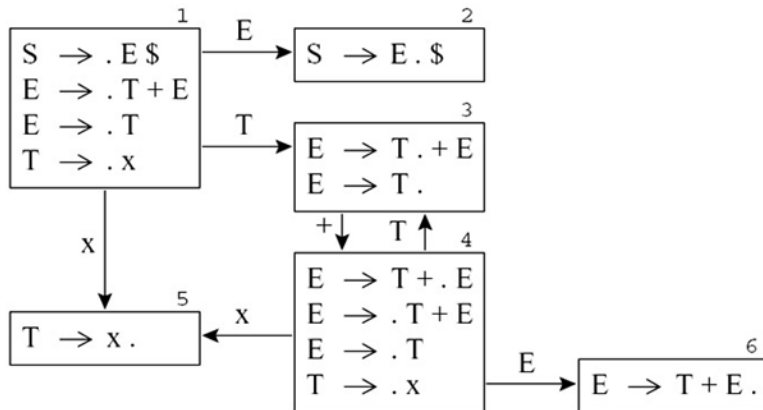 1
S → . E $
E → . T + E
E → . T
T → . x
E
2
S → E . $
T
3
E → T . + E
E → T .
x
+
T
4
E → T + . E
E → . T + E
E → . T
T → . x
5
T → x .
x
E
6
E → T + E .